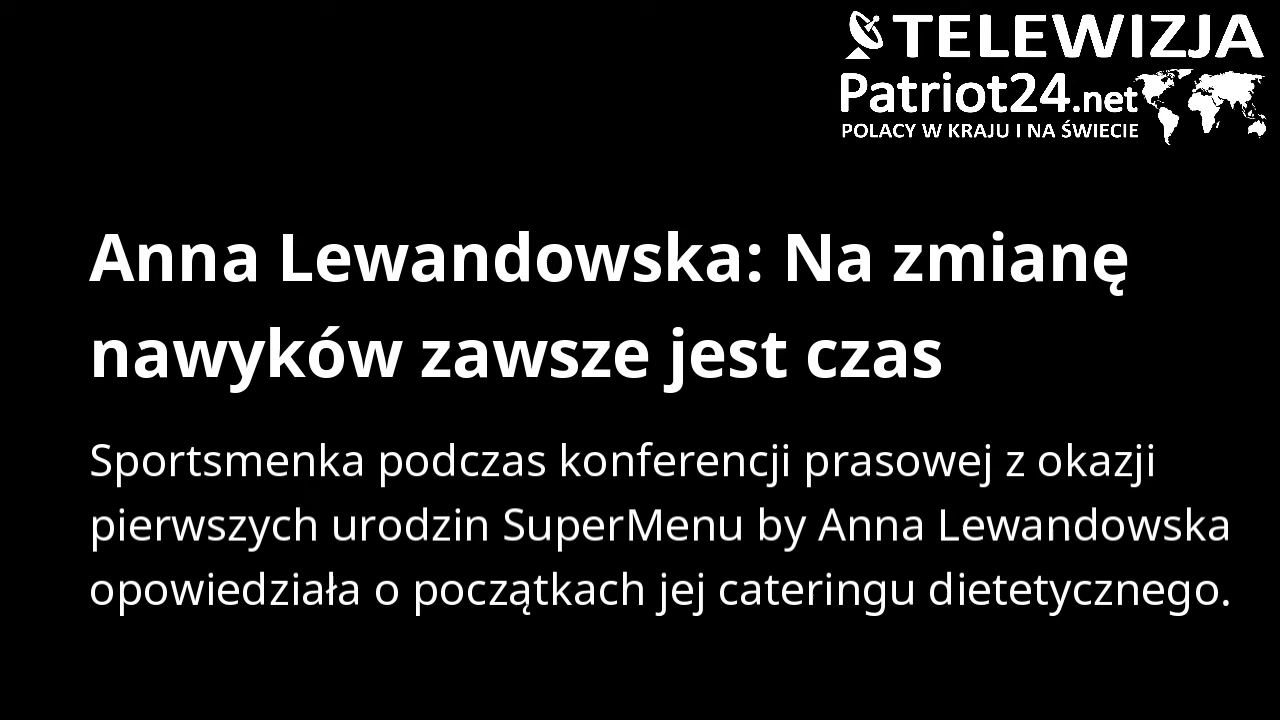 TELEWIZJA
Patriot24.net
POLACY W KRAJU I NA ŚWIECIE
Anna Lewandowska: Na zmianę
nawyków zawsze jest czas
Sportsmenka podczas konferencji prasowej z okazji
pierwszych urodzin SuperMenu by Anna Lewandowska
opowiedziała o początkach jej cateringu dietetycznego.